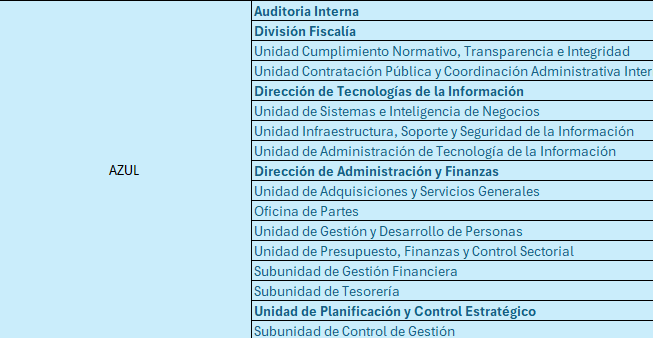 Auditoria Interna
División Fiscalía
Unidad Cumplimiento Normativo, Transparencia e Integridad
Unidad Contratación Pública y Coordinación Administrativa Inter
Dirección de Tecnologías de la Información
Unidad de Sistemas e Inteligencia de Negocios
Unidad Infraestructura, Soporte y Seguridad de la Información
Unidad de Administración de Tecnología de la Información
AZUL
Dirección de Administración y Finanzas
Unidad de Adquisiciones y Servicios Generales
Oficina de Partes
Unidad de Gestión y Desarrollo de Personas
Unidad de Presupuesto, Finanzas y Control Sectorial
Subunidad de Gestión Financiera
Subunidad de Tesorería
Unidad de Planificación y Control Estratégico
Subunidad de Control de Gestión